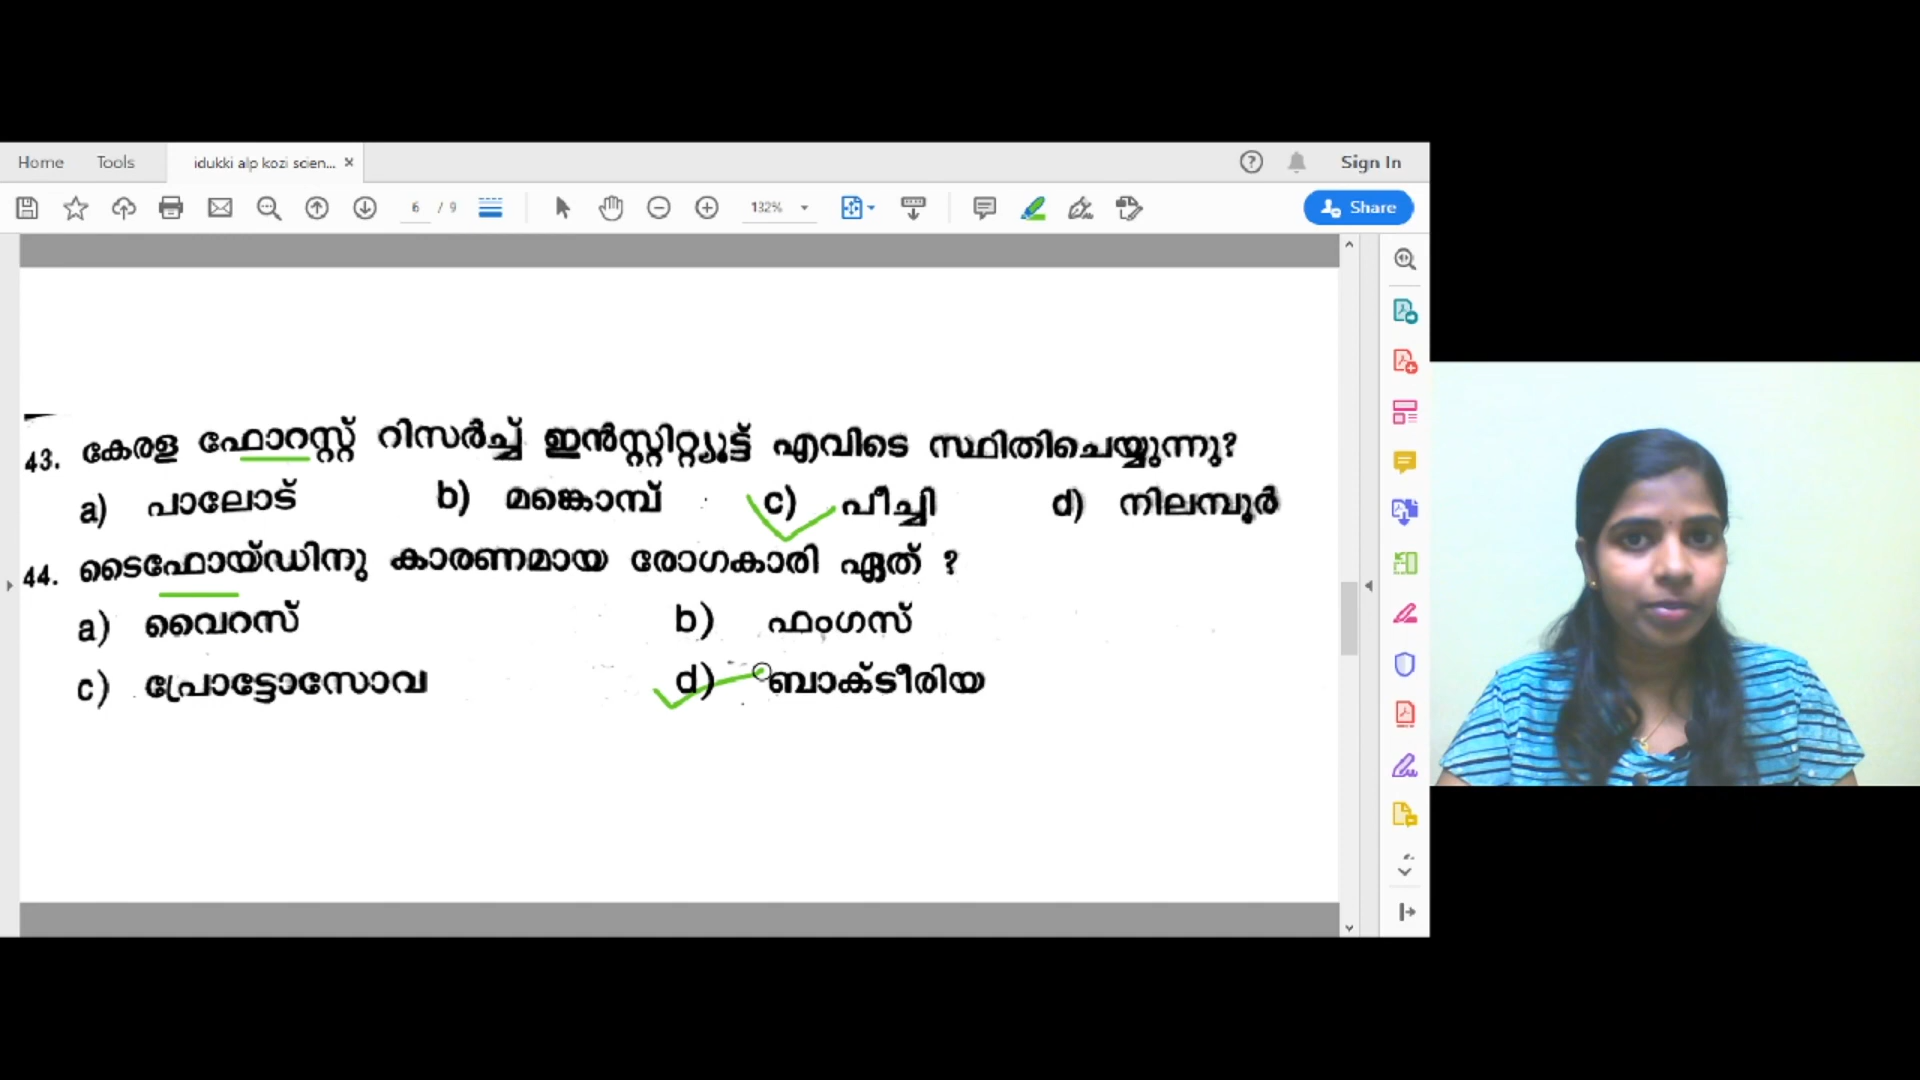 Home Tools idukki alp kozi scien... × Sign In
6 / 9 132% Share
43. കേരള ഫോറസ്റ്റ് റിസർച്ച് ഇൻസ്റ്റിറ്റ്യൂട്ട് എവിടെ സ്ഥിതിചെയ്യുന്നു?
a) പാലോട് b) മങ്കൊമ്പ് c) പീച്ചി d) നിലമ്പൂർ
44. ടൈഫോയ്ഡിനു കാരണമായ രോഗകാരി ഏത് ?
a) വൈറസ് b) ഫംഗസ്
c) പ്രോട്ടോസോവ d) ബാക്ടീരിയ